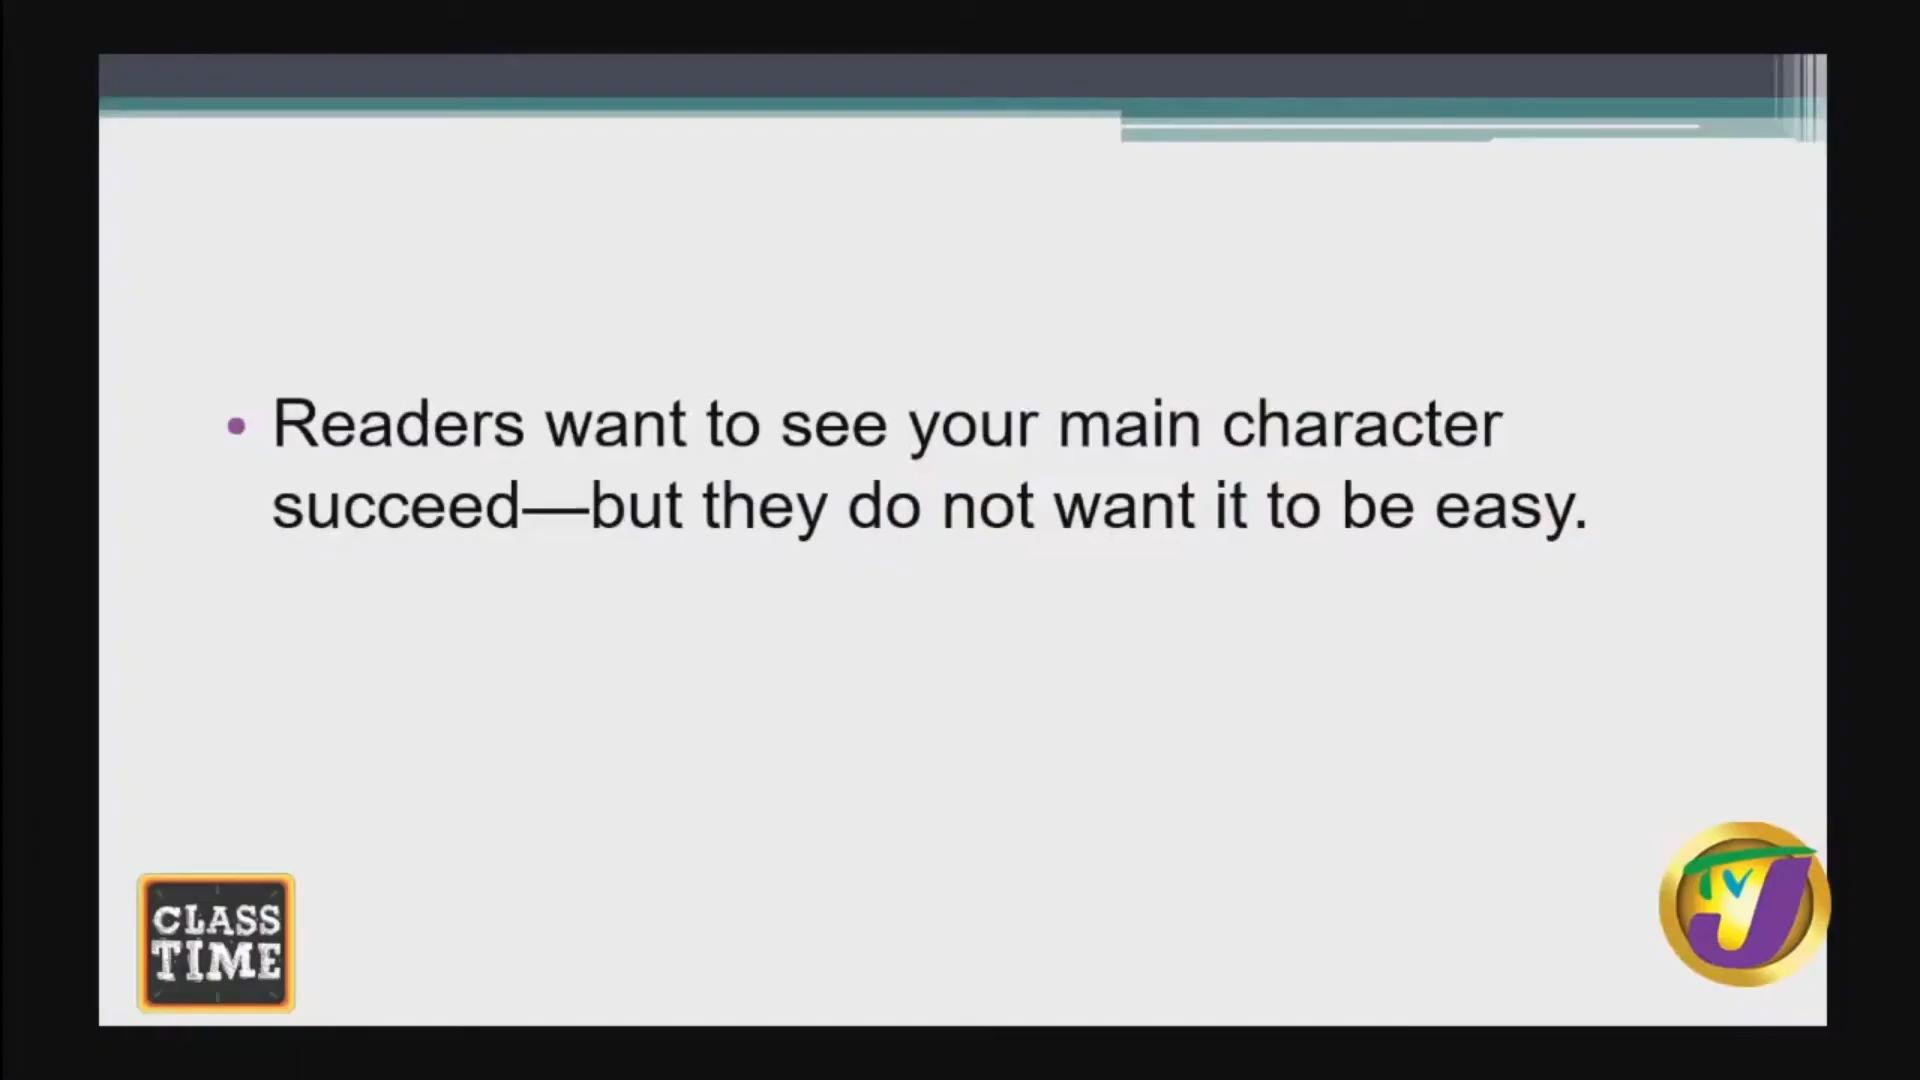 • Readers want to see your main character
succeed—but they do not want it to be easy.
CLASS
TIME
TVJ